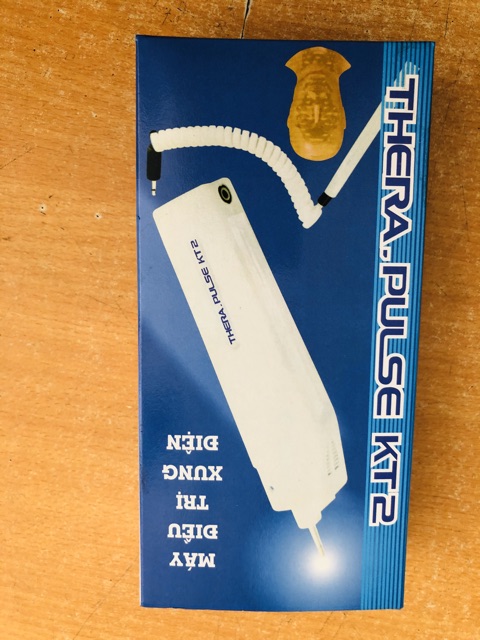 THERA.PULSE KT2
THERA.PULSE KT2
MÁY
ĐIỀU
TRỊ
XUNG
ĐIỆN